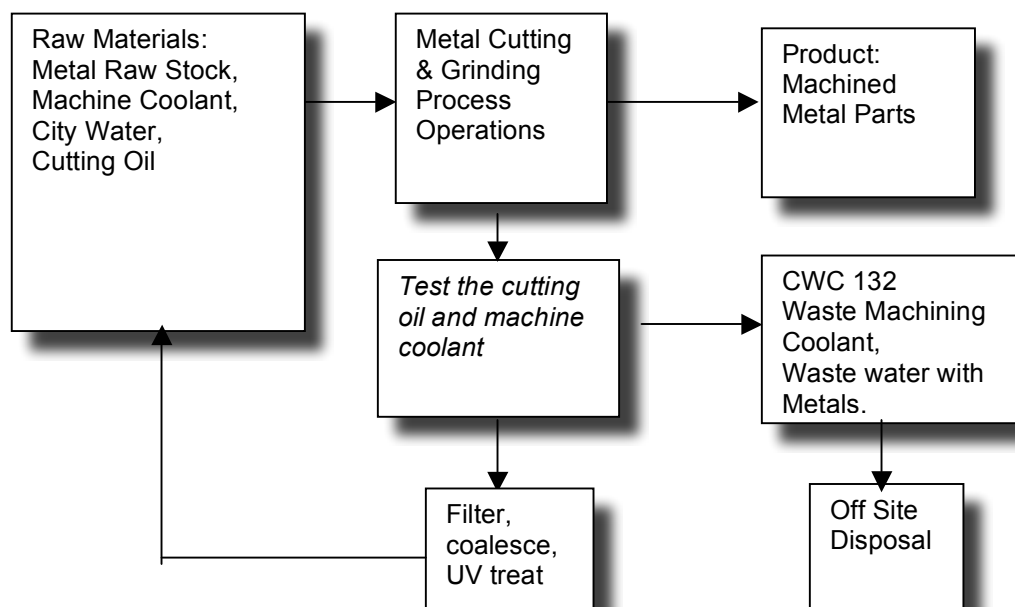 Raw Materials:
Metal Raw Stock,
Machine Coolant,
City Water,
Cutting Oil
Metal Cutting
& Grinding
Process
Operations
Product:
Machined
Metal Parts
Test the cutting
oil and machine
coolant
CWC 132
Waste Machining
Coolant,
Waste water with
Metals.
Filter,
coalesce,
UV treat
Off Site
Disposal